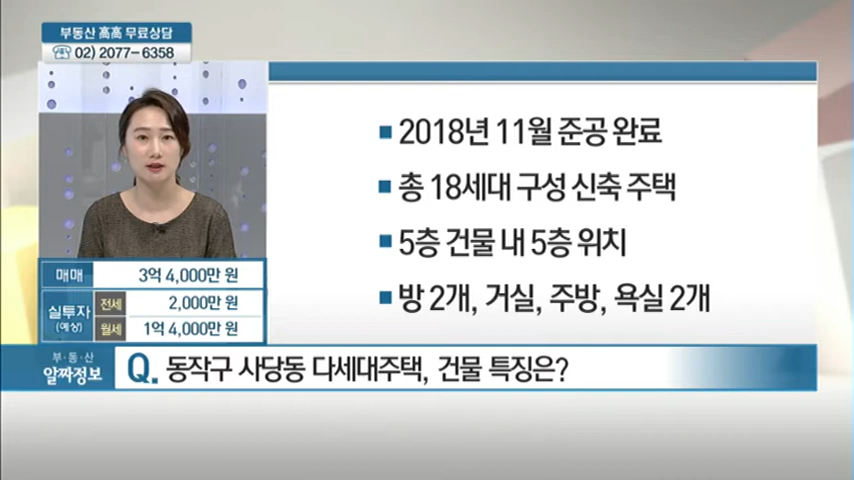 부동산 高高 무료상담
☎ 02) 2077-6358
2018년 11월 준공 완료
총 18세대 구성 신축 주택
5층 건물 내 5층 위치
방 2개, 거실, 주방, 욕실 2개
매매 3억 4,000만 원
실투자 (예상)
전세 2,000만 원
월세 1억 4,000만 원
부·동·산
알짜정보
Q. 동작구 사당동 다세대주택, 건물 특징은?